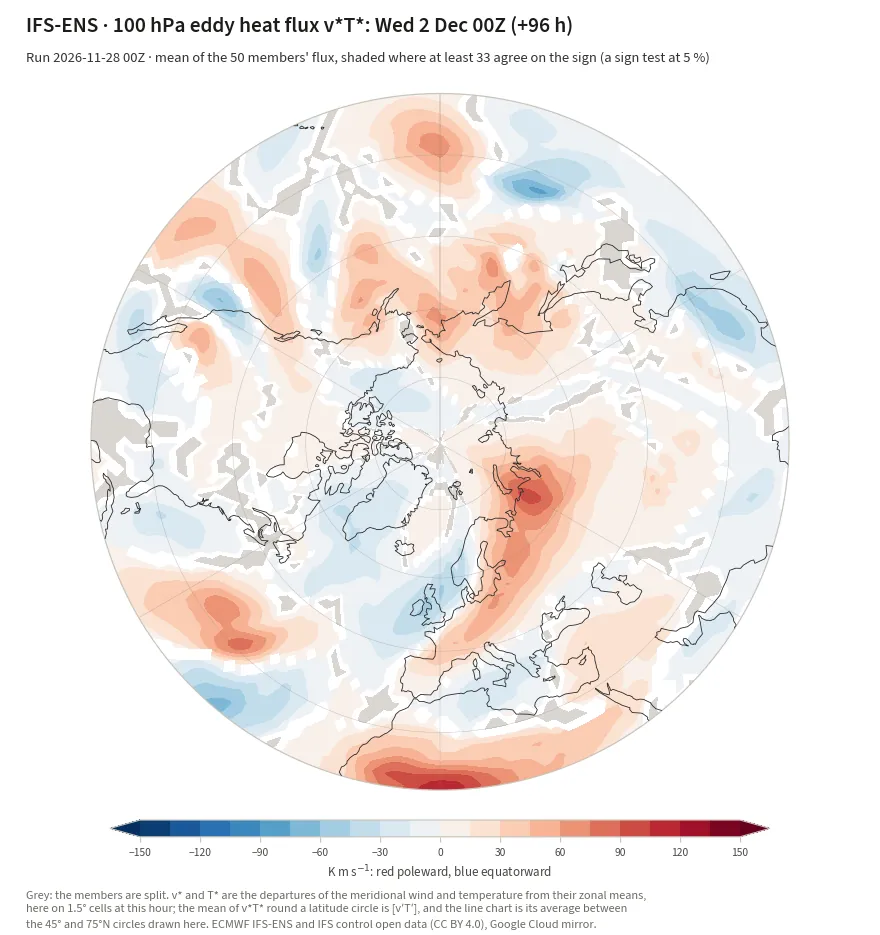 IFS-ENS · 100 hPa eddy heat flux v*T*: Wed 2 Dec 00Z (+96 h)
Run 2026-11-28 00Z · mean of the 50 members' flux, shaded where at least 33 agree on the sign (a sign test at 5 %)
−150 −120 −90 −60 −30 0 30 60 90 120 150
K m s⁻¹: red poleward, blue equatorward
Grey: the members are split. v* and T* are the departures of the meridional wind and temperature from their zonal means,
here on 1.5° cells at this hour; the mean of v*T* round a latitude circle is [v'T'], and the line chart is its average between
the 45° and 75°N circles drawn here. ECMWF IFS-ENS and IFS control open data (CC BY 4.0), Google Cloud mirror.